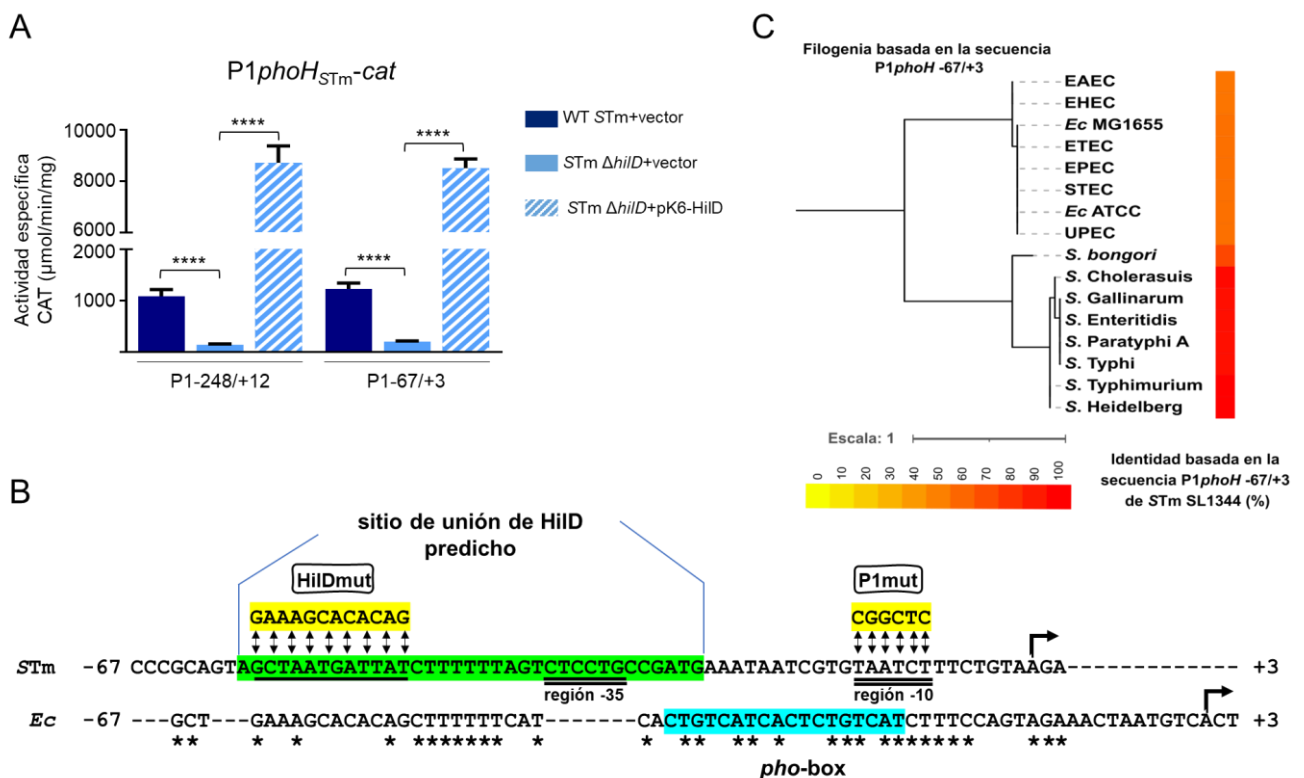 A
P1phoH STm-cat
Actividad específica
CAT (µmol/min/mg)
10000
8000
6000
2000
1000
P1-248/+12
P1-67/+3
**** **** **** ****
WT STm+vector
STm ΔhilD+vector
STm ΔhilD+pK6-HilD
C
Filogenia basada en la secuencia
P1phoH -67/+3
EAEC
EHEC
Ec MG1655
ETEC
EPEC
STEC
Ec ATCC
UPEC
S. bongori
S. Cholerasuis
S. Gallinarum
S. Enteritidis
S. Paratyphi A
S. Typhi
S. Typhimurium
S. Heidelberg
Escala: 1
0 10 20 30 40 50 60 70 80 90 100
Identidad basada en la
secuencia P1phoH -67/+3
de STm SL1344 (%)
B
sitio de unión de HilD
predicho
HilDmut
P1mut
GAAAGCACACAG
CGGCTC
STm -67 CCCGCAGTAGCTAATGATTATCTTTTTTAGTCTCCTGCCGATGAAATAATCGTGTAATCTTTCTGTAAGA------------- +3
región -35
región -10
Ec -67 ---GCT---GAAAGCACACAGCTTTTTTCAT-------CACTGTCATCACTCTGTCATCTTTCCAGTAGAAACTAATGTCACT +3
** * * * ******* * * ** ** * *** ******* ***
pho-box